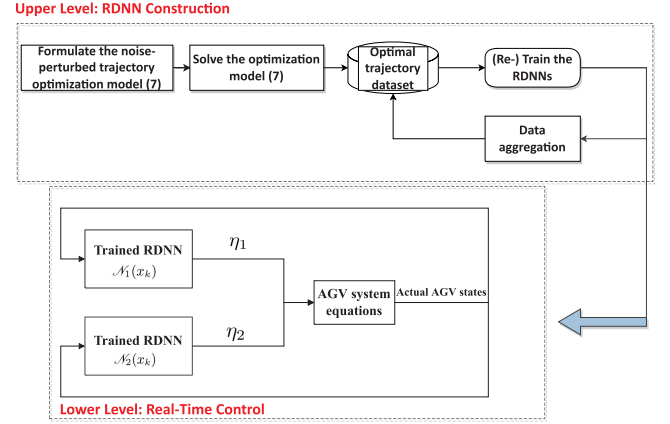 Upper Level: RDNN Construction
Formulate the noise-
perturbed trajectory
optimization model (7)
Solve the optimization
model (7)
Optimal
trajectory
dataset
(Re-) Train the
RDNNs
Data
aggregation
Trained RDNN
𝒩₁(xₖ)
η₁
AGV system
equations
Actual AGV states
Trained RDNN
𝒩₂(xₖ)
η₂
Lower Level: Real-Time Control